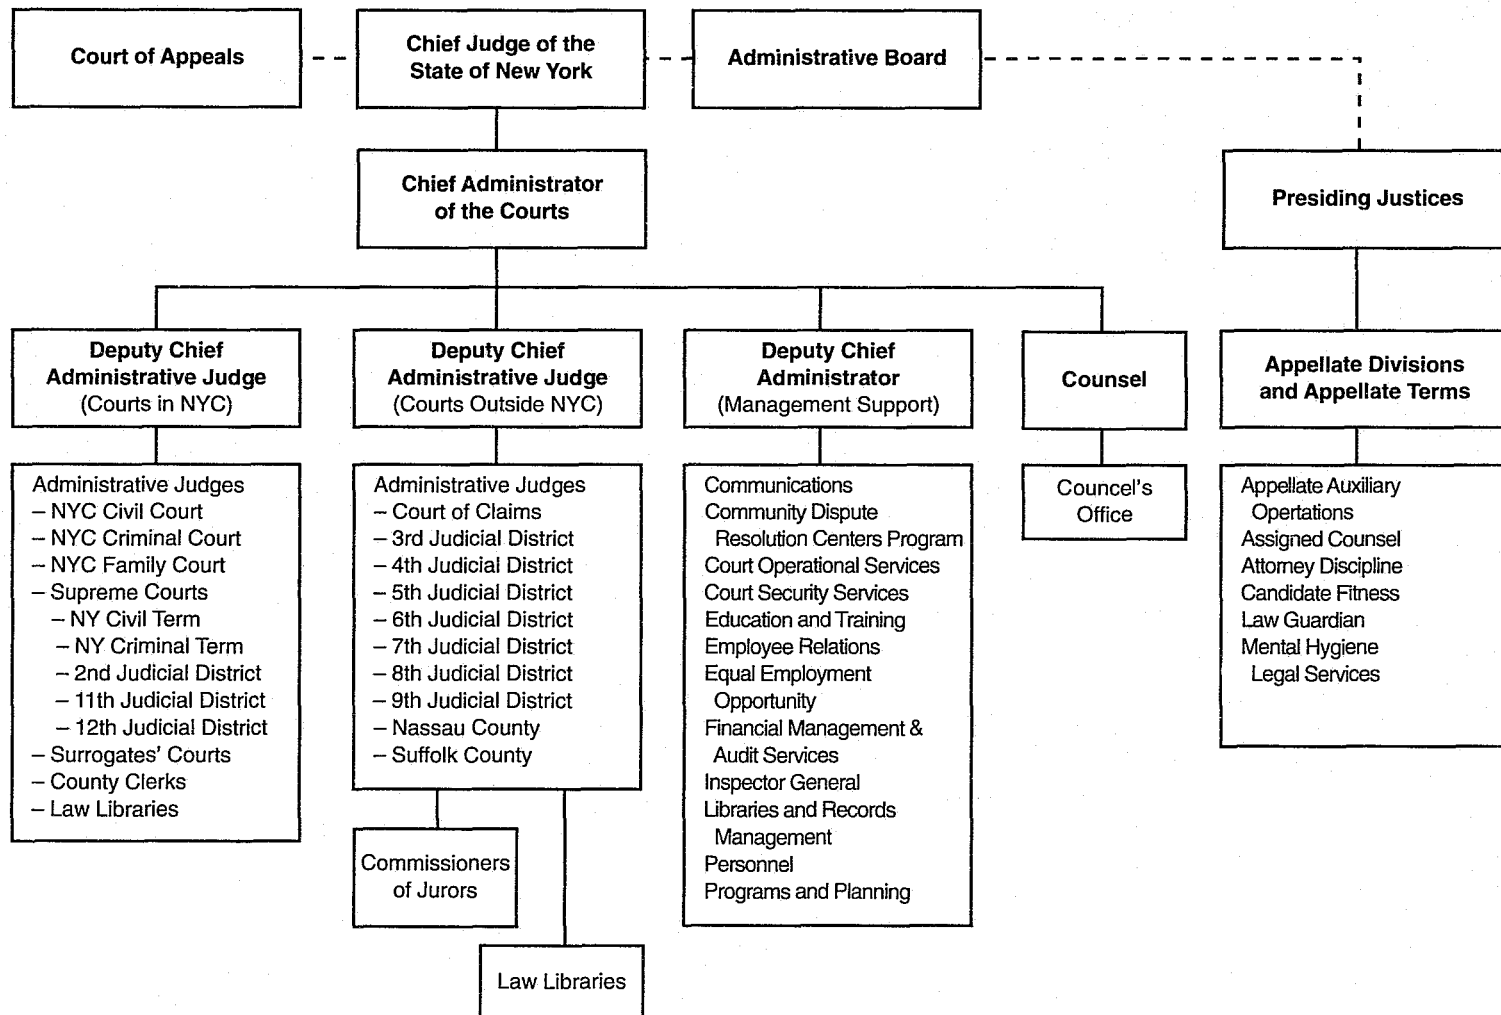 Court of Appeals
Chief Judge of the
State of New York
Administrative Board
Chief Administrator
of the Courts
Presiding Justices
Deputy Chief
Administrative Judge
(Courts in NYC)
Deputy Chief
Administrative Judge
(Courts Outside NYC)
Deputy Chief
Administrator
(Management Support)
Counsel
Appellate Divisions
and Appellate Terms
Administrative Judges
– NYC Civil Court
– NYC Criminal Court
– NYC Family Court
– Supreme Courts
– NY Civil Term
– NY Criminal Term
– 2nd Judicial District
– 11th Judicial District
– 12th Judicial District
– Surrogates' Courts
– County Clerks
– Law Libraries
Administrative Judges
– Court of Claims
– 3rd Judicial District
– 4th Judicial District
– 5th Judicial District
– 6th Judicial District
– 7th Judicial District
– 8th Judicial District
– 9th Judicial District
– Nassau County
– Suffolk County
Commissioners
of Jurors
Law Libraries
Communications
Community Dispute
Resolution Centers Program
Court Operational Services
Court Security Services
Education and Training
Employee Relations
Equal Employment
Opportunity
Financial Management &
Audit Services
Inspector General
Libraries and Records
Management
Personnel
Programs and Planning
Councel's
Office
Appellate Auxiliary
Opertations
Assigned Counsel
Attorney Discipline
Candidate Fitness
Law Guardian
Mental Hygiene
Legal Services